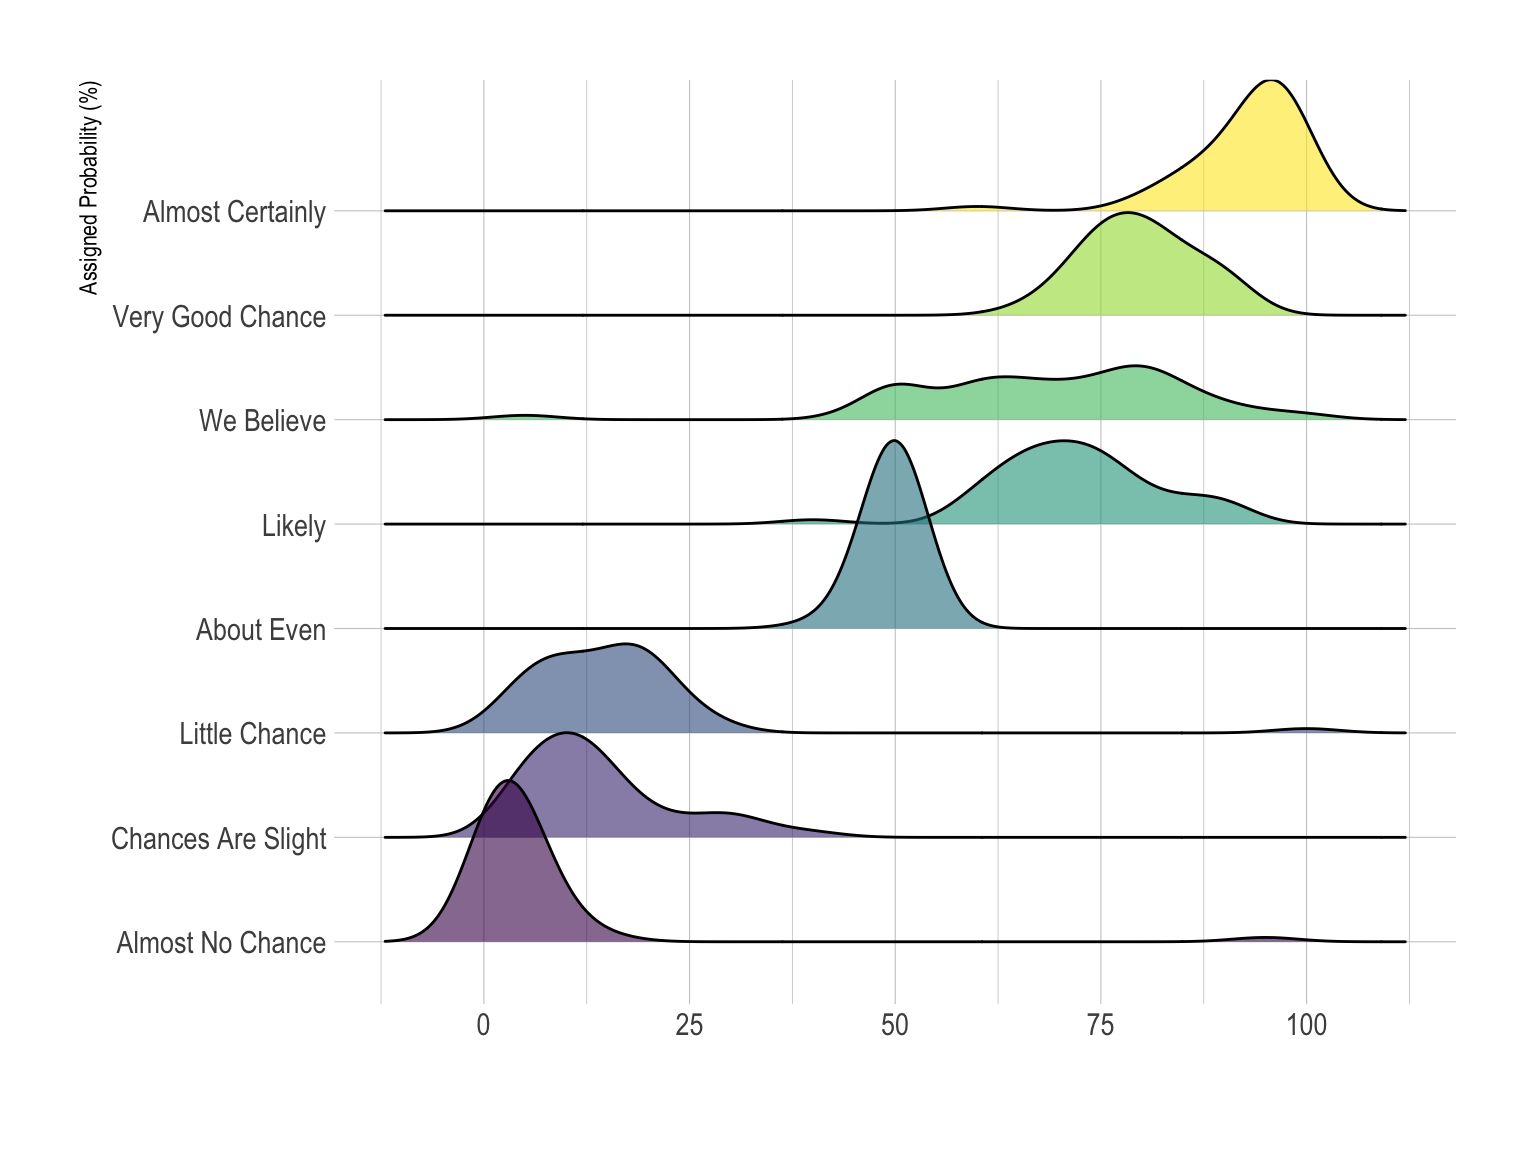 Assigned Probability (%)
Almost Certainly
Very Good Chance
We Believe
Likely
About Even
Little Chance
Chances Are Slight
Almost No Chance
0 25 50 75 100